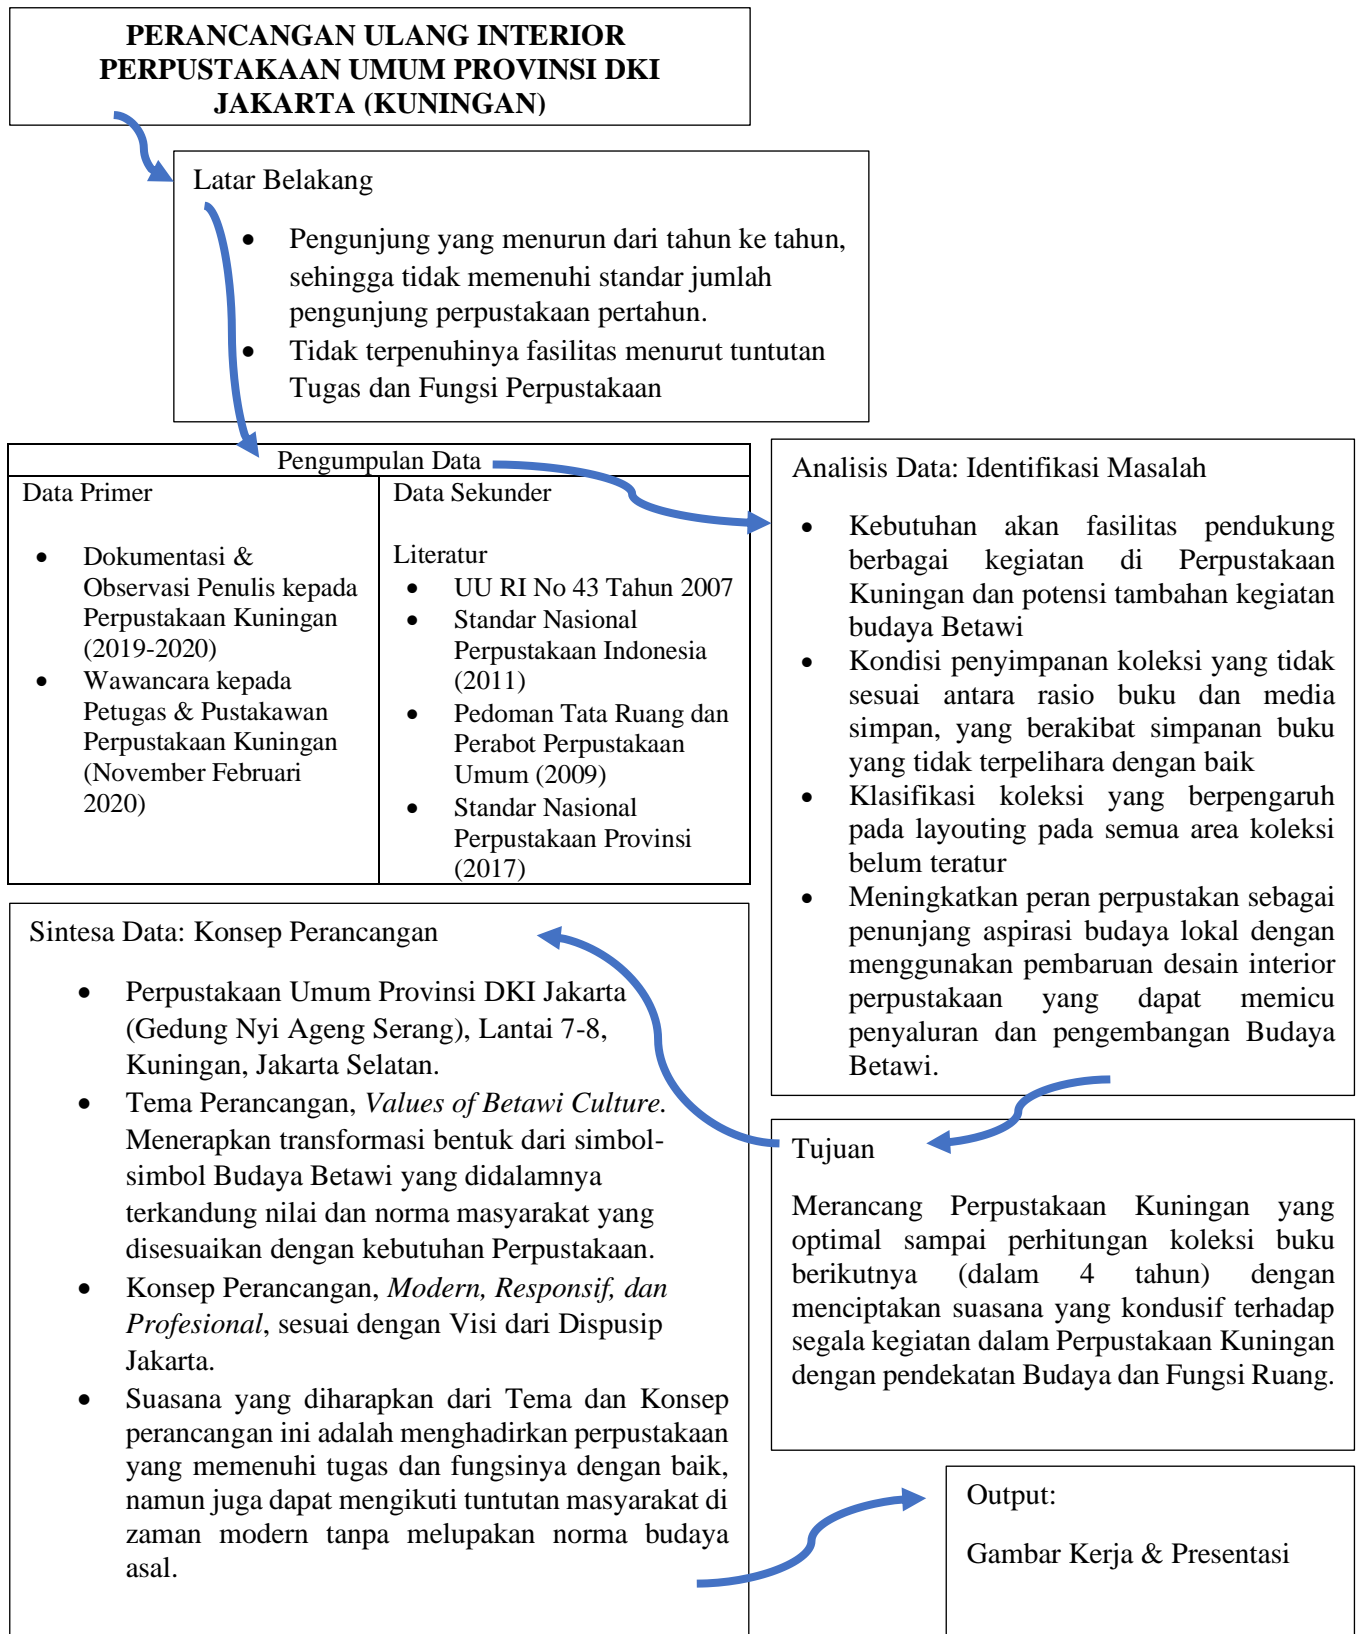 PERANCANGAN ULANG INTERIOR
PERPUSTAKAAN UMUM PROVINSI DKI
JAKARTA (KUNINGAN)
Latar Belakang
• Pengunjung yang menurun dari tahun ke tahun,
sehingga tidak memenuhi standar jumlah
pengunjung perpustakaan pertahun.
• Tidak terpenuhinya fasilitas menurut tuntutan
Tugas dan Fungsi Perpustakaan
Pengumpulan Data
Data Primer
• Dokumentasi &
Observasi Penulis kepada
Perpustakaan Kuningan
(2019-2020)
• Wawancara kepada
Petugas & Pustakawan
Perpustakaan Kuningan
(November Februari
2020)
Data Sekunder
Literatur
• UU RI No 43 Tahun 2007
• Standar Nasional
Perpustakaan Indonesia
(2011)
• Pedoman Tata Ruang dan
Perabot Perpustakaan
Umum (2009)
• Standar Nasional
Perpustakaan Provinsi
(2017)
Analisis Data: Identifikasi Masalah
• Kebutuhan akan fasilitas pendukung
berbagai kegiatan di Perpustakaan
Kuningan dan potensi tambahan kegiatan
budaya Betawi
• Kondisi penyimpanan koleksi yang tidak
sesuai antara rasio buku dan media
simpan, yang berakibat simpanan buku
yang tidak terpelihara dengan baik
• Klasifikasi koleksi yang berpengaruh
pada layouting pada semua area koleksi
belum teratur
• Meningkatkan peran perpustakan sebagai
penunjang aspirasi budaya lokal dengan
menggunakan pembaruan desain interior
perpustakaan yang dapat memicu
penyaluran dan pengembangan Budaya
Betawi.
Tujuan
Merancang Perpustakaan Kuningan yang
optimal sampai perhitungan koleksi buku
berikutnya (dalam 4 tahun) dengan
menciptakan suasana yang kondusif terhadap
segala kegiatan dalam Perpustakaan Kuningan
dengan pendekatan Budaya dan Fungsi Ruang.
Sintesa Data: Konsep Perancangan
• Perpustakaan Umum Provinsi DKI Jakarta
(Gedung Nyi Ageng Serang), Lantai 7-8,
Kuningan, Jakarta Selatan.
• Tema Perancangan, Values of Betawi Culture.
Menerapkan transformasi bentuk dari simbol-
simbol Budaya Betawi yang didalamnya
terkandung nilai dan norma masyarakat yang
disesuaikan dengan kebutuhan Perpustakaan.
• Konsep Perancangan, Modern, Responsif, dan
Profesional, sesuai dengan Visi dari Dispusip
Jakarta.
• Suasana yang diharapkan dari Tema dan Konsep
perancangan ini adalah menghadirkan perpustakaan
yang memenuhi tugas dan fungsinya dengan baik,
namun juga dapat mengikuti tuntutan masyarakat di
zaman modern tanpa melupakan norma budaya
asal.
Output:
Gambar Kerja & Presentasi